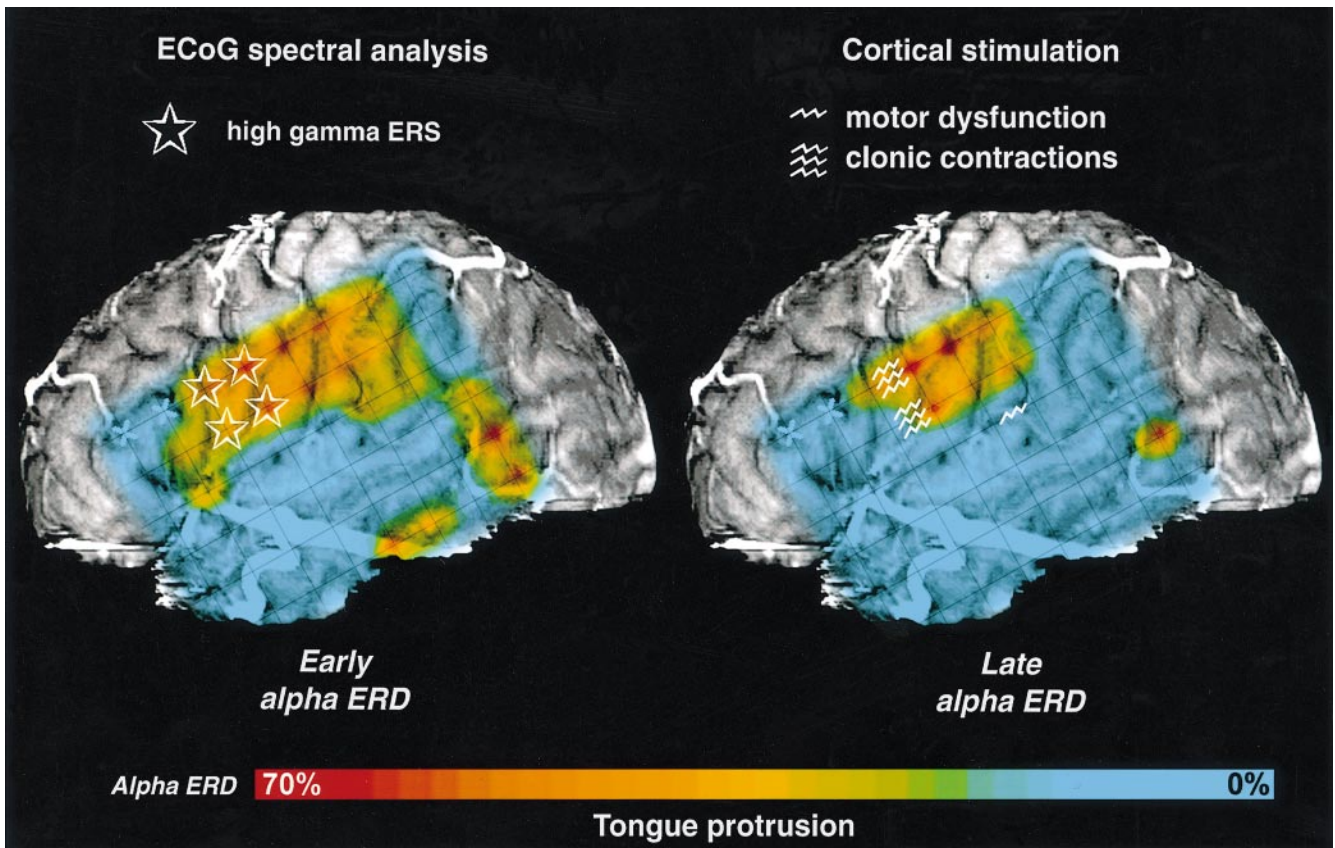 ECoG spectral analysis
high gamma ERS
Cortical stimulation
motor dysfunction
clonic contractions
Early
alpha ERD
Late
alpha ERD
Alpha ERD 70% 0%
Tongue protrusion